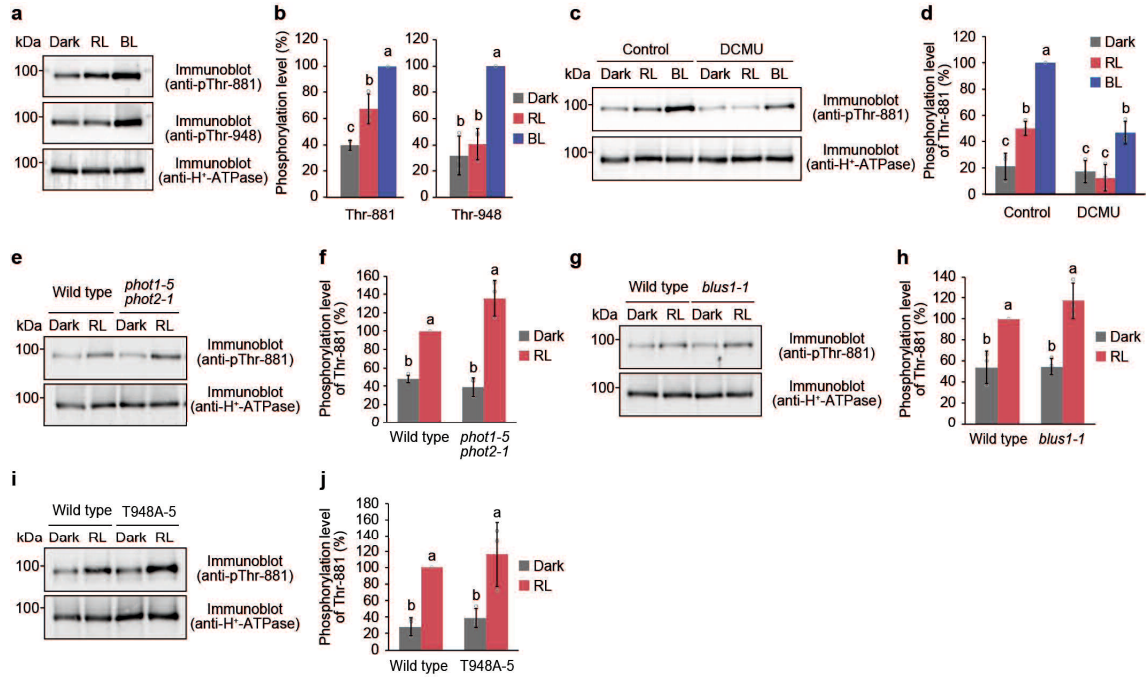 a
kDa Dark RL BL
100
Immunoblot
(anti-pThr-881)
100
Immunoblot
(anti-pThr-948)
100
Immunoblot
(anti-H⁺-ATPase)
b
Phosphorylation level (%)
120
100
80
60
40
20
0
c
b
a
Thr-881
120
100
80
60
40
20
0
b
b
a
Thr-948
Dark
RL
BL
c
Control DCMU
kDa Dark RL BL Dark RL BL
100
Immunoblot
(anti-pThr-881)
100
Immunoblot
(anti-H⁺-ATPase)
d
Phosphorylation level
of Thr-881 (%)
120
100
80
60
40
20
0
c
b
a
c
c
b
Control DCMU
Dark
RL
BL
e
Wild type phot1-5
phot2-1
kDa Dark RL Dark RL
100
Immunoblot
(anti-pThr-881)
100
Immunoblot
(anti-H⁺-ATPase)
f
Phosphorylation level
of Thr-881 (%)
160
140
120
100
80
60
40
20
0
b
a
b
a
Wild type phot1-5
phot2-1
Dark
RL
g
Wild type blus1-1
kDa Dark RL Dark RL
100
Immunoblot
(anti-pThr-881)
100
Immunoblot
(anti-H⁺-ATPase)
h
Phosphorylation level
of Thr-881 (%)
140
120
100
80
60
40
20
0
b
a
b
a
Wild type blus1-1
Dark
RL
i
Wild type T948A-5
kDa Dark RL Dark RL
100
Immunoblot
(anti-pThr-881)
100
Immunoblot
(anti-H⁺-ATPase)
j
Phosphorylation level
of Thr-881 (%)
180
160
140
120
100
80
60
40
20
0
b
a
b
a
Wild type T948A-5
Dark
RL